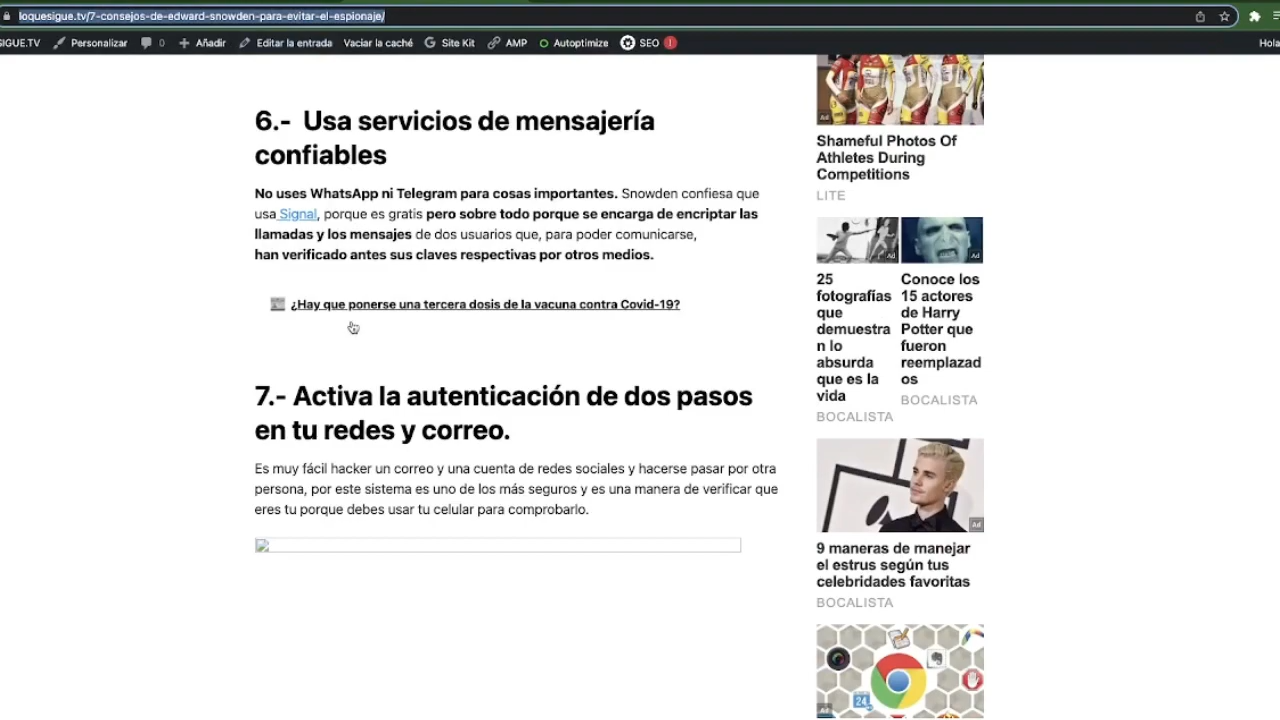 loquesigue.tv/7-consejos-de-edward-snowden-para-evitar-el-espionaje/
SIGUE.TV Personalizar 0 Añadir Editar la entrada Vaciar la caché Site Kit AMP Autoptimize SEO ! Hola
6.- Usa servicios de mensajería
confiables
No uses WhatsApp ni Telegram para cosas importantes. Snowden confiesa que
usa Signal, porque es gratis pero sobre todo porque se encarga de encriptar las
llamadas y los mensajes de dos usuarios que, para poder comunicarse,
han verificado antes sus claves respectivas por otros medios.
¿Hay que ponerse una tercera dosis de la vacuna contra Covid-19?
7.- Activa la autenticación de dos pasos
en tu redes y correo.
Es muy fácil hacker un correo y una cuenta de redes sociales y hacerse pasar por otra
persona, por este sistema es uno de los más seguros y es una manera de verificar que
eres tu porque debes usar tu celular para comprobarlo.
Ad
Shameful Photos Of
Athletes During
Competitions
LITE
Ad
25
fotografías
que
demuestra
n lo
absurda
que es la
vida
BOCALISTA
Ad
Conoce los
15 actores
de Harry
Potter que
fueron
reemplazad
os
BOCALISTA
Ad
9 maneras de manejar
el estrus según tus
celebridades favoritas
BOCALISTA
24